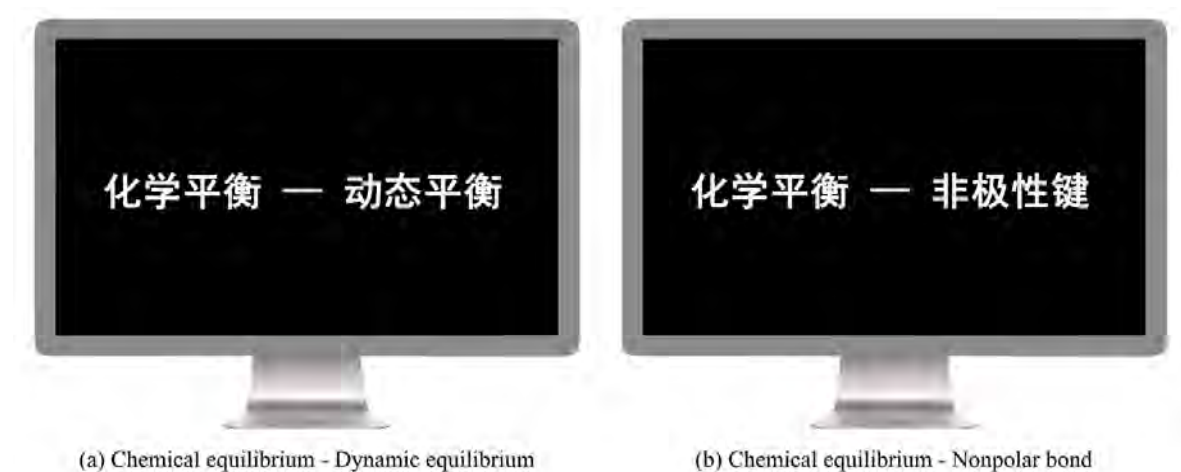 化学平衡 — 动态平衡
化学平衡 — 非极性键
(a) Chemical equilibrium - Dynamic equilibrium
(b) Chemical equilibrium - Nonpolar bond